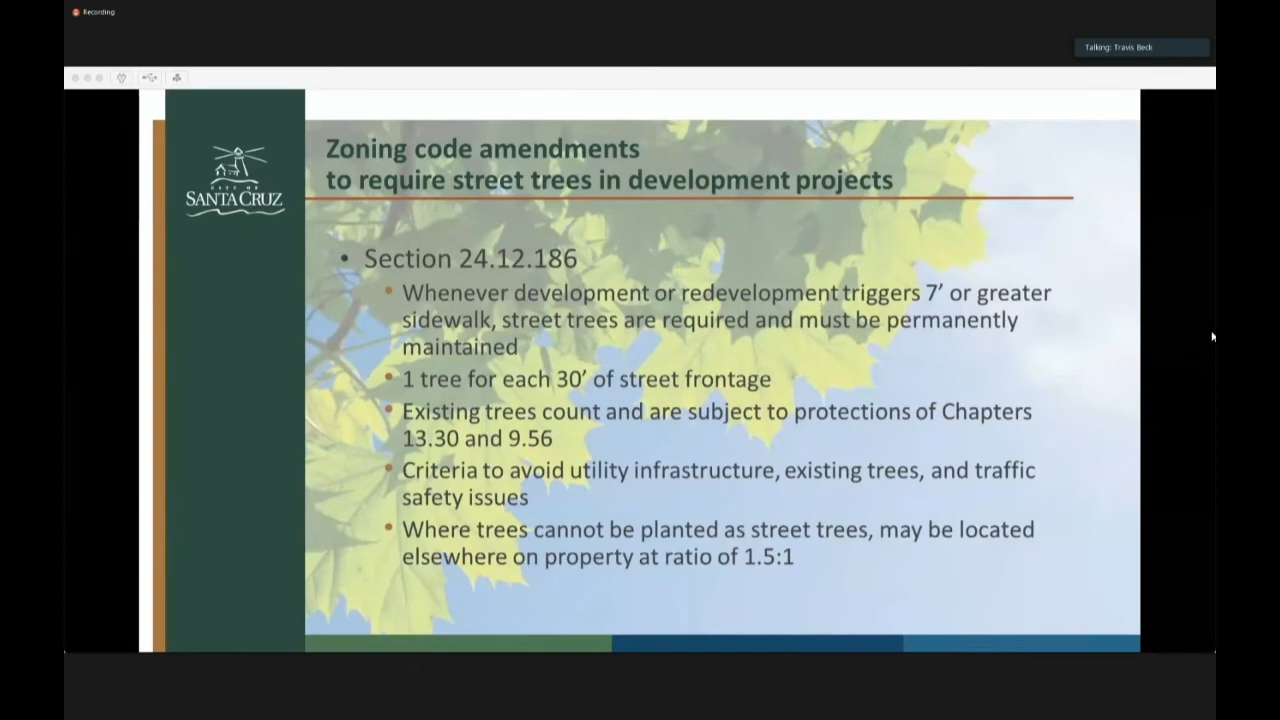 Recording
Talking: Travis Beck
CITY OF
SANTA CRUZ
Zoning code amendments
to require street trees in development projects
• Section 24.12.186
• Whenever development or redevelopment triggers 7’ or greater
sidewalk, street trees are required and must be permanently
maintained
• 1 tree for each 30’ of street frontage
• Existing trees count and are subject to protections of Chapters
13.30 and 9.56
• Criteria to avoid utility infrastructure, existing trees, and traffic
safety issues
• Where trees cannot be planted as street trees, may be located
elsewhere on property at ratio of 1.5:1